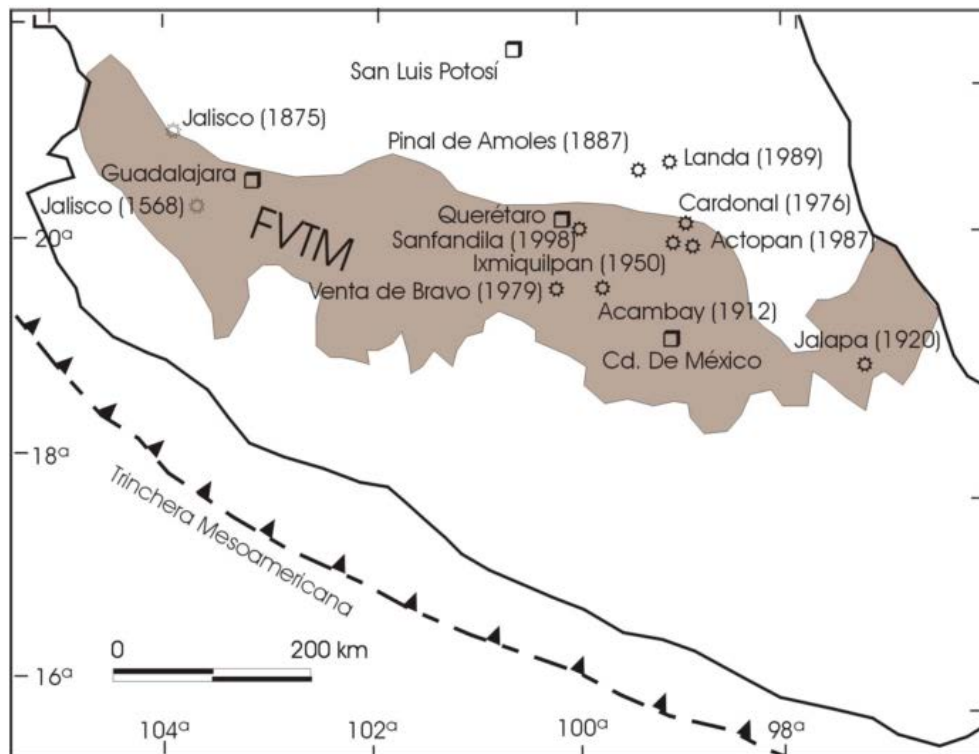 San Luis Potosí
Jalisco (1875)
Pinal de Amoles (1887)
Landa (1989)
Guadalajara
Cardonal (1976)
Jalisco (1568)
Querétaro
20ª
FVTM
Sanfandila (1998)
Actopan (1987)
Ixmiquilpan (1950)
Venta de Bravo (1979)
Acambay (1912)
Jalapa (1920)
Cd. De México
18ª
Trinchera Mesoamericana
0 200 km
16ª
104ª 102ª 100ª 98ª